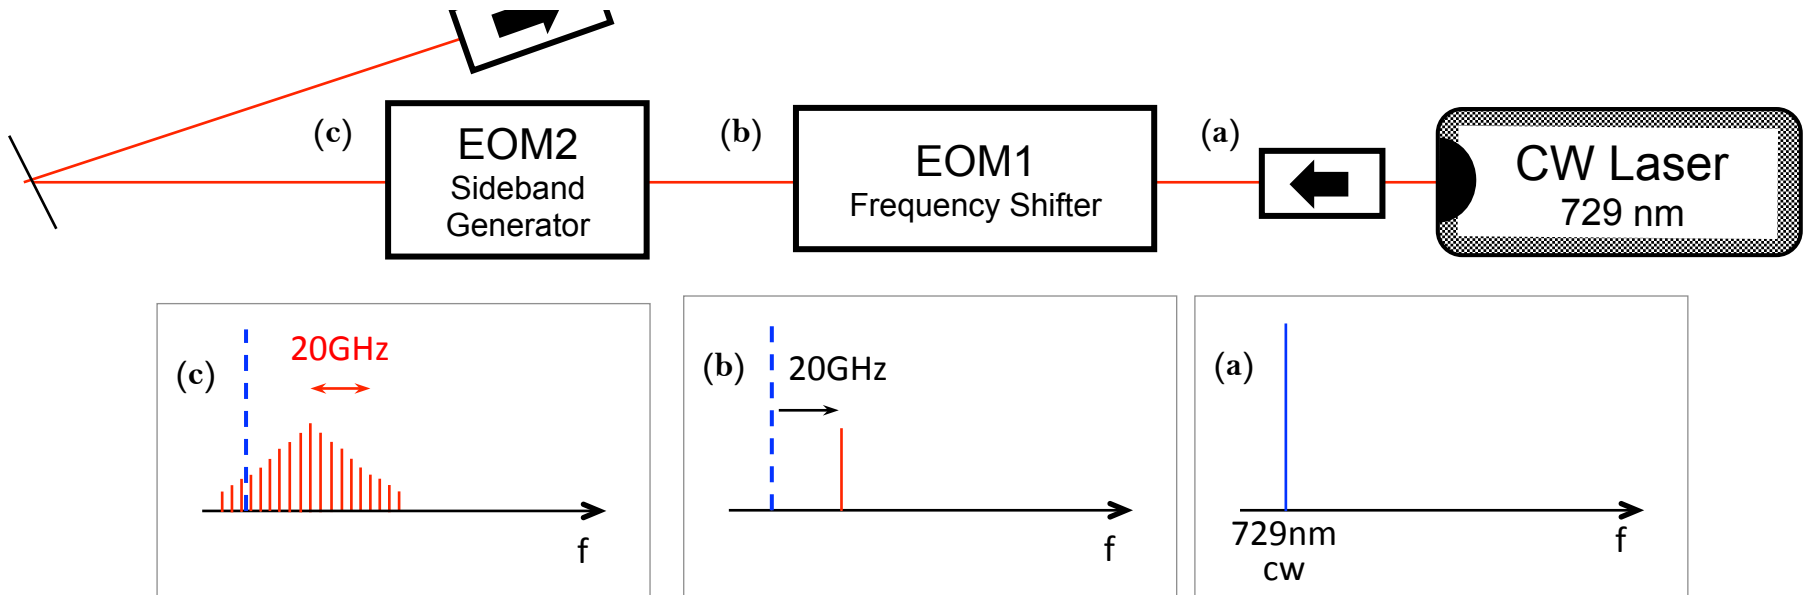 (c)
EOM2
Sideband
Generator
(b)
EOM1
Frequency Shifter
(a)
CW Laser
729 nm
(c)
20GHz
f
(b)
20GHz
f
(a)
729nm
cw
f